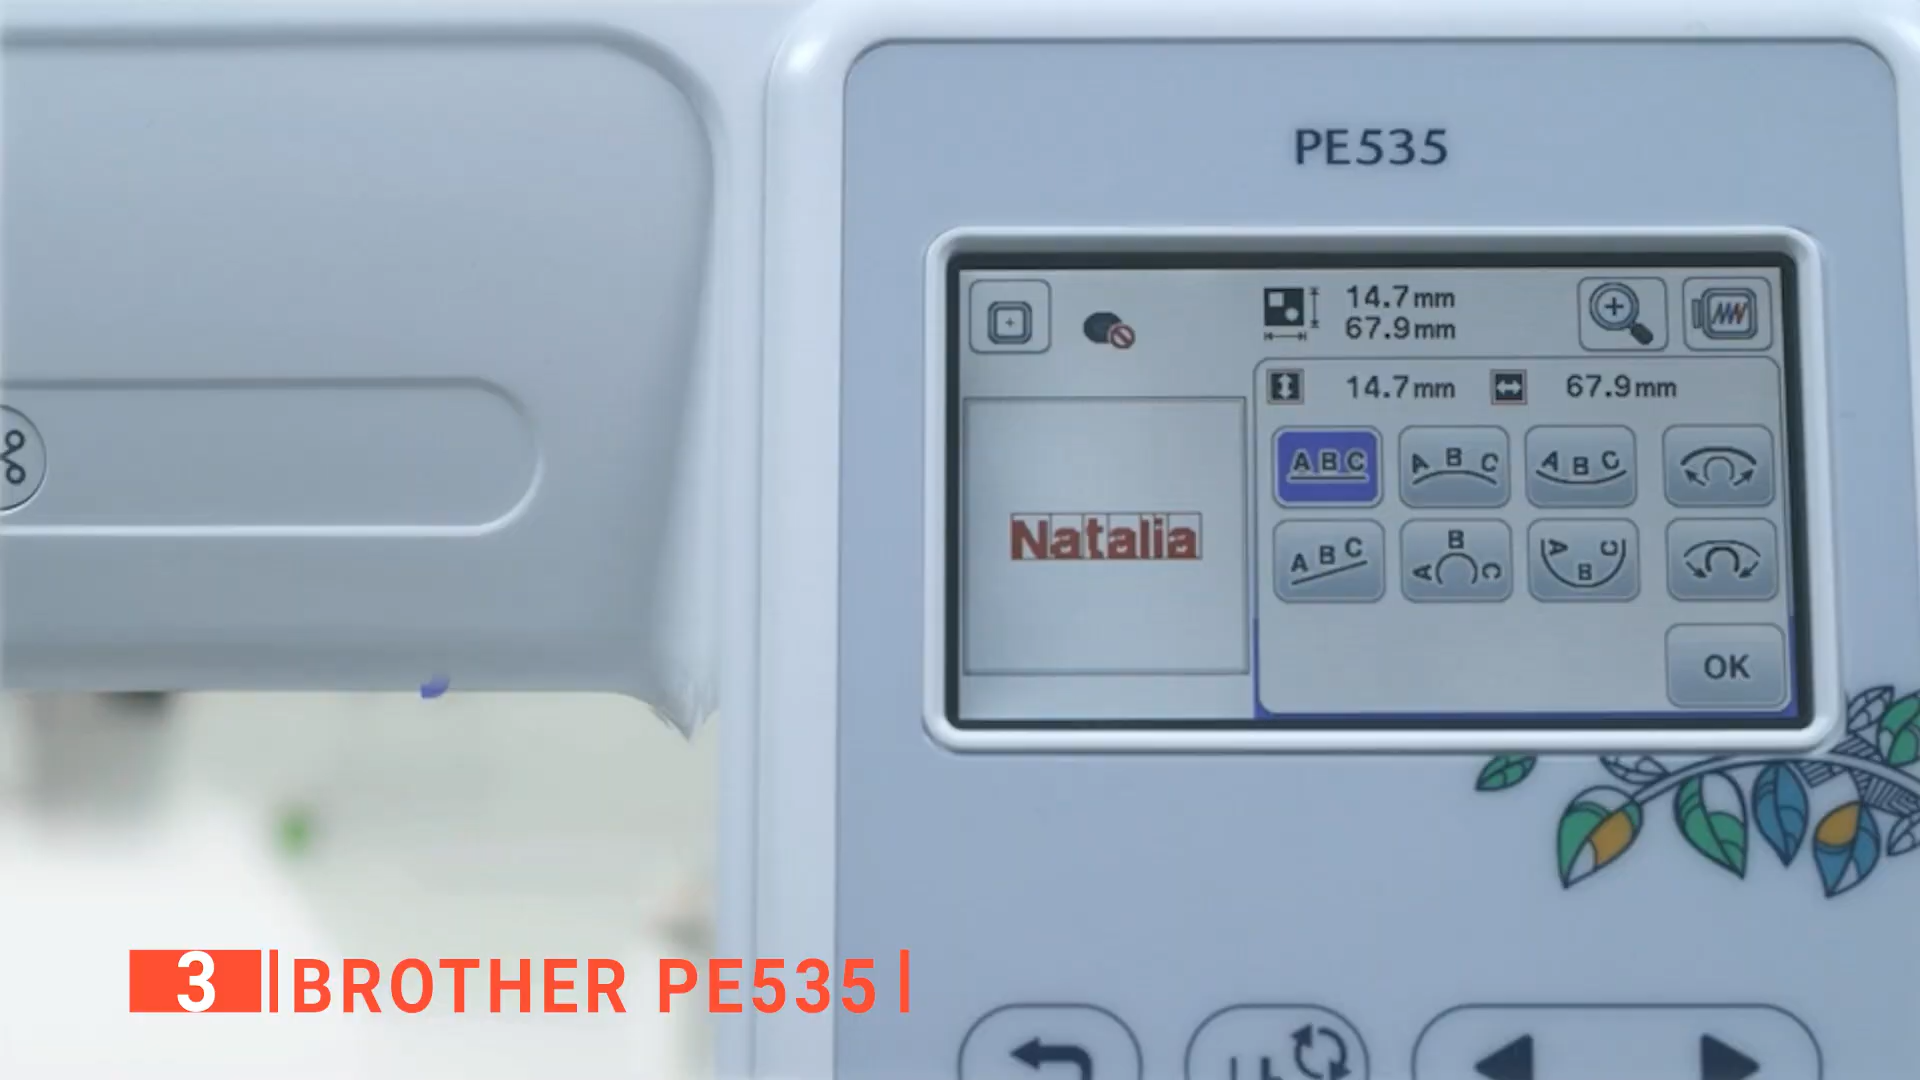 PE535
14.7mm
67.9mm
14.7mm 67.9mm
ABC ABC ABC
Natalia
ABC ABC ABC
OK
3 BROTHER PE535